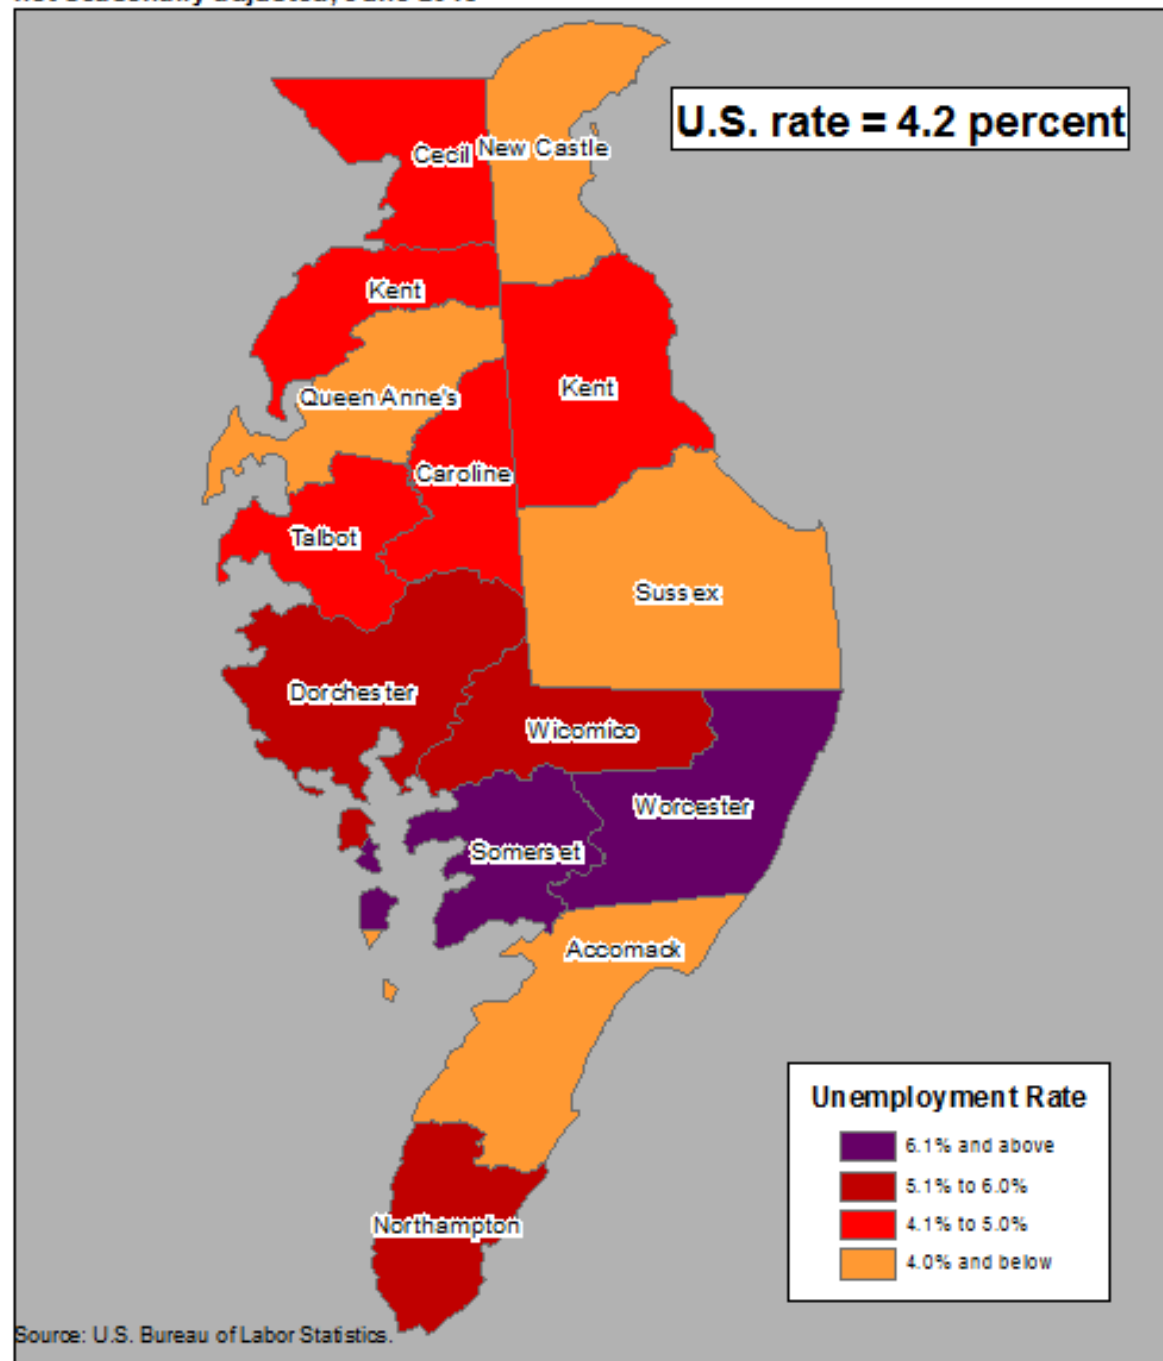 U.S. rate = 4.2 percent
New Castle
Cecil
Kent
Kent
Queen Anne's
Caroline
Talbot
Sussex
Dorchester
Wicomico
Worcester
Somerset
Accomack
Northampton
Unemployment Rate
6.1% and above
5.1% to 6.0%
4.1% to 5.0%
4.0% and below
Source: U.S. Bureau of Labor Statistics.